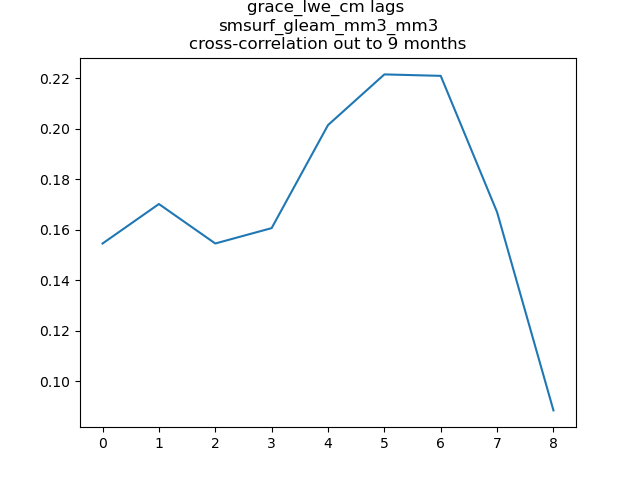 grace_lwe_cm lags
smsurf_gleam_mm3_mm3
cross-correlation out to 9 months
0.22
0.20
0.18
0.16
0.14
0.12
0.10
0 1 2 3 4 5 6 7 8